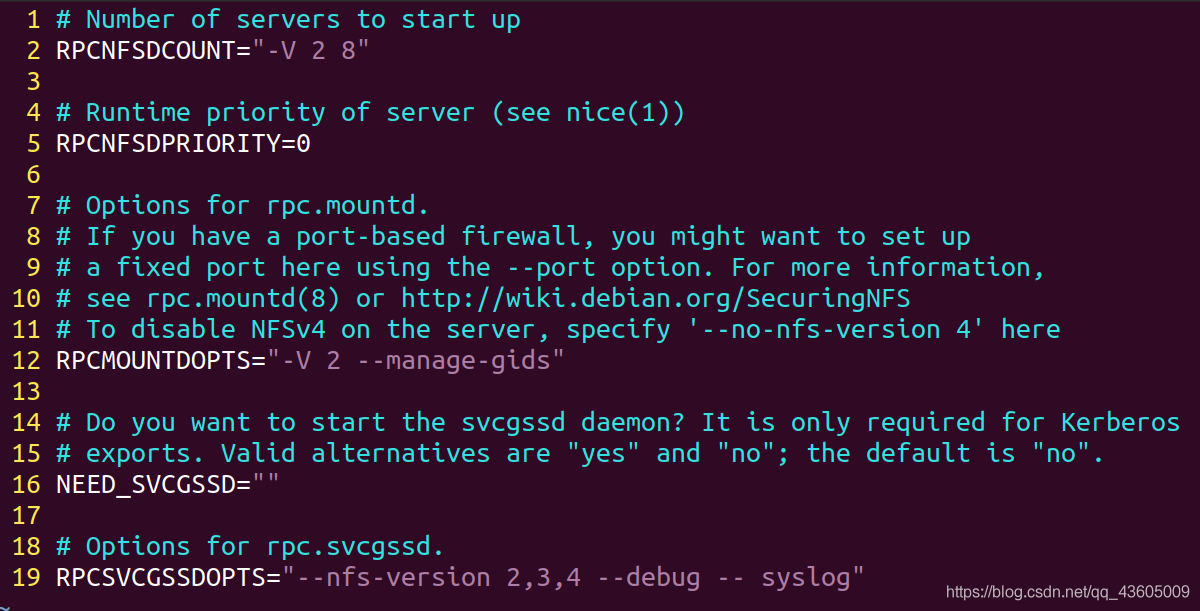 1 # Number of servers to start up
2 RPCNFSDCOUNT="-V 2 8"
3
4 # Runtime priority of server (see nice(1))
5 RPCNFSDPRIORITY=0
6
7 # Options for rpc.mountd.
8 # If you have a port-based firewall, you might want to set up
9 # a fixed port here using the --port option. For more information,
10 # see rpc.mountd(8) or http://wiki.debian.org/SecuringNFS
11 # To disable NFSv4 on the server, specify '--no-nfs-version 4' here
12 RPCMOUNTDOPTS="-V 2 --manage-gids"
13
14 # Do you want to start the svcgssd daemon? It is only required for Kerberos
15 # exports. Valid alternatives are "yes" and "no"; the default is "no".
16 NEED_SVCGSSD=""
17
18 # Options for rpc.svcgssd.
19 RPCSVCGSSDOPTS="--nfs-version 2,3,4 --debug -- syslog"
~
https://blog.csdn.net/qq_43605009